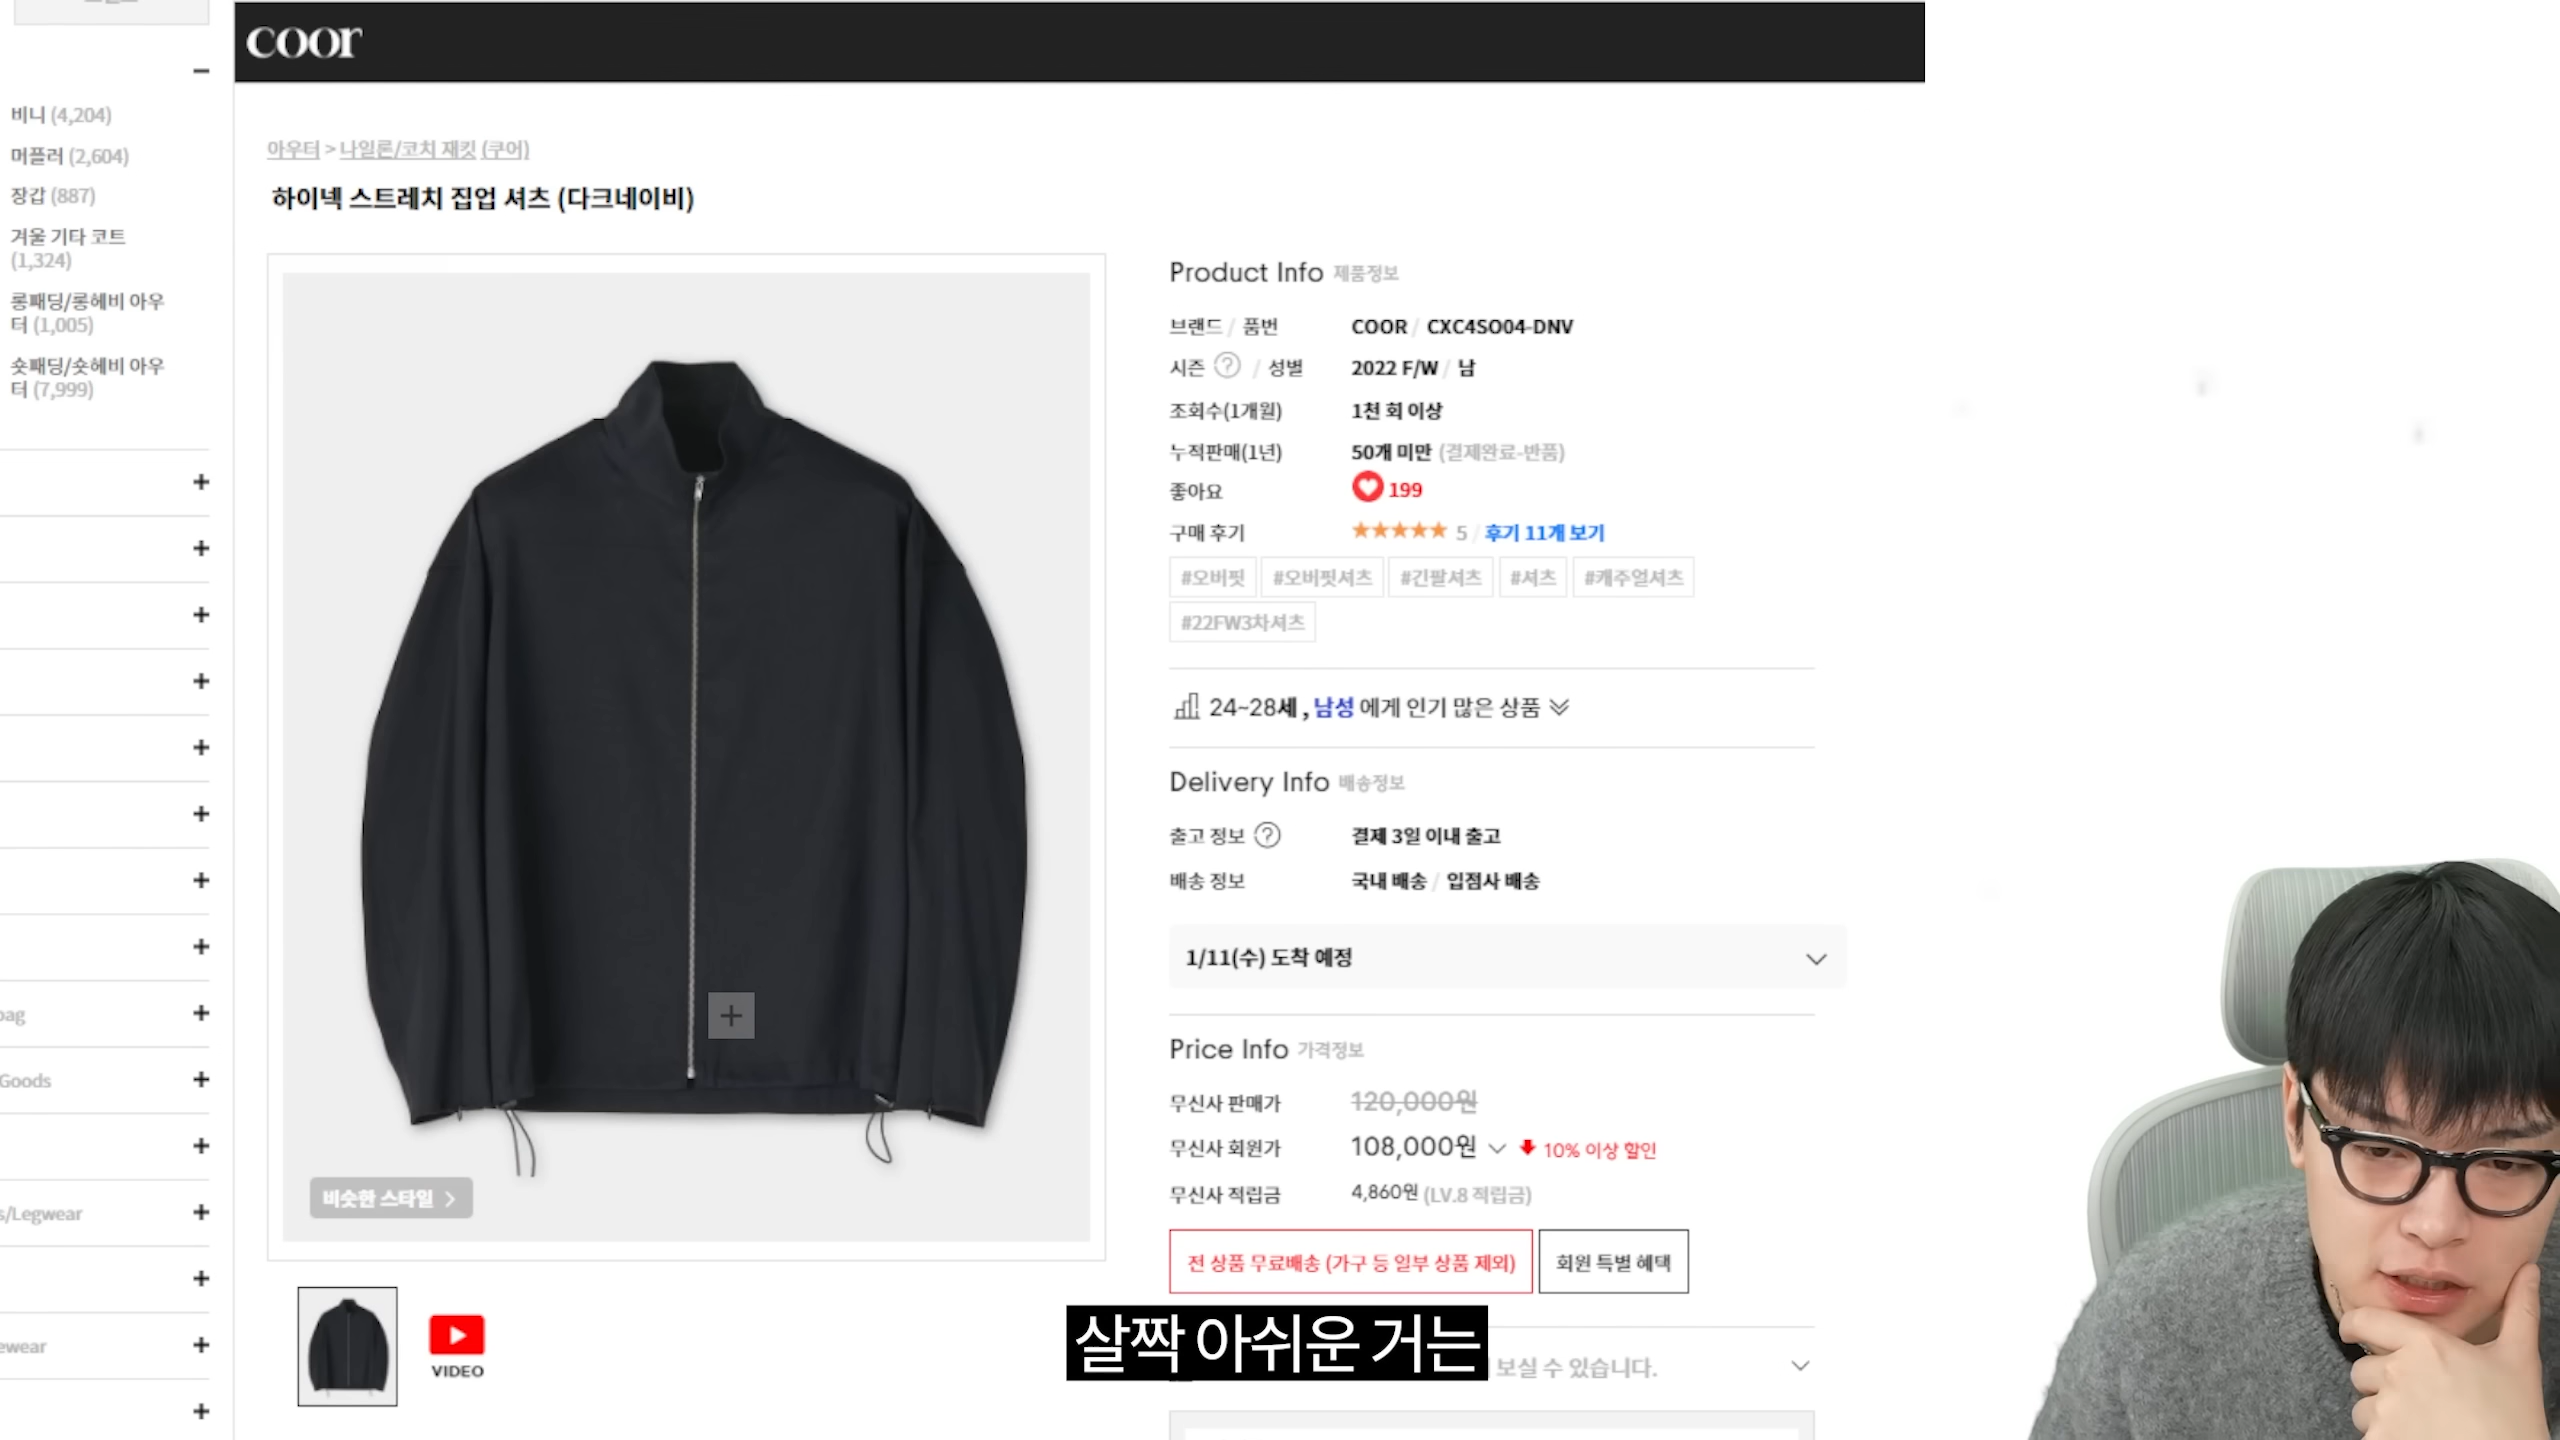 coor
비니 (4,204)
머플러 (2,604)
장갑 (887)
겨울 기타 코트
(1,324)
롱패딩/롱헤비 아우
터 (1,005)
숏패딩/숏헤비 아우
터 (7,999)
bag
Goods
s/Legwear
ewear
아우터 > 나일론/코치 재킷 (쿠어)
하이넥 스트레치 집업 셔츠 (다크네이비)
비슷한 스타일 >
VIDEO
Product Info 제품정보
브랜드 / 품번 COOR / CXC4SO04-DNV
시즌 ? / 성별 2022 F/W / 남
조회수(1개월) 1천 회 이상
누적판매(1년) 50개 미만 (결제완료-반품)
좋아요 199
구매 후기 ★★★★★ 5 / 후기 11개 보기
#오버핏 #오버핏셔츠 #긴팔셔츠 #셔츠 #캐주얼셔츠
#22FW3차셔츠
24~28세 , 남성 에게 인기 많은 상품
Delivery Info 배송정보
출고 정보 ? 결제 3일 이내 출고
배송 정보 국내 배송 / 입점사 배송
1/11(수) 도착 예정
Price Info 가격정보
무신사 판매가 120,000원
무신사 회원가 108,000원 10% 이상 할인
무신사 적립금 4,860원 (LV.8 적립금)
전 상품 무료배송 (가구 등 일부 상품 제외) 회원 특별 혜택
살짝 아쉬운 거는
보실 수 있습니다.